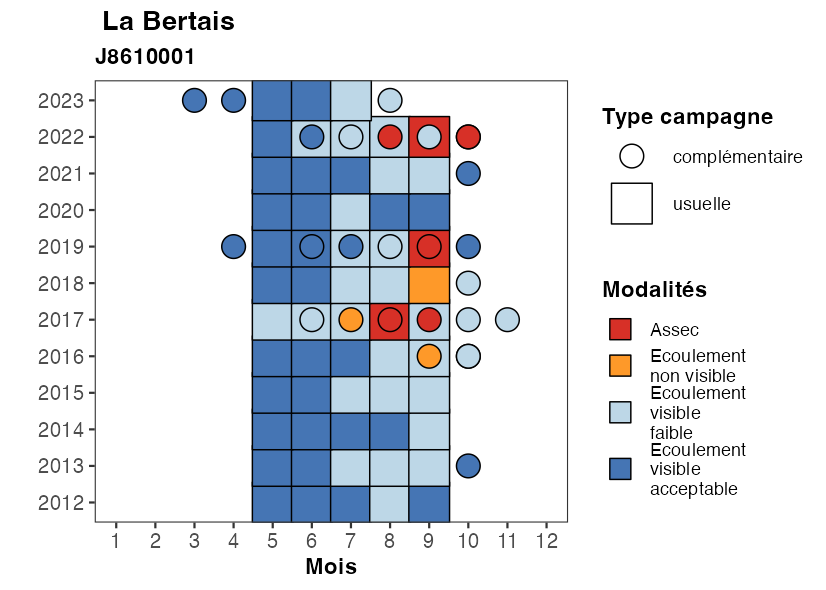 La Bertais
J8610001
2023
2022
2021
2020
2019
2018
2017
2016
2015
2014
2013
2012
1 2 3 4 5 6 7 8 9 10 11 12
Mois
Type campagne
complémentaire
usuelle
Modalités
Assec
Ecoulement
non visible
Ecoulement
visible
faible
Ecoulement
visible
acceptable